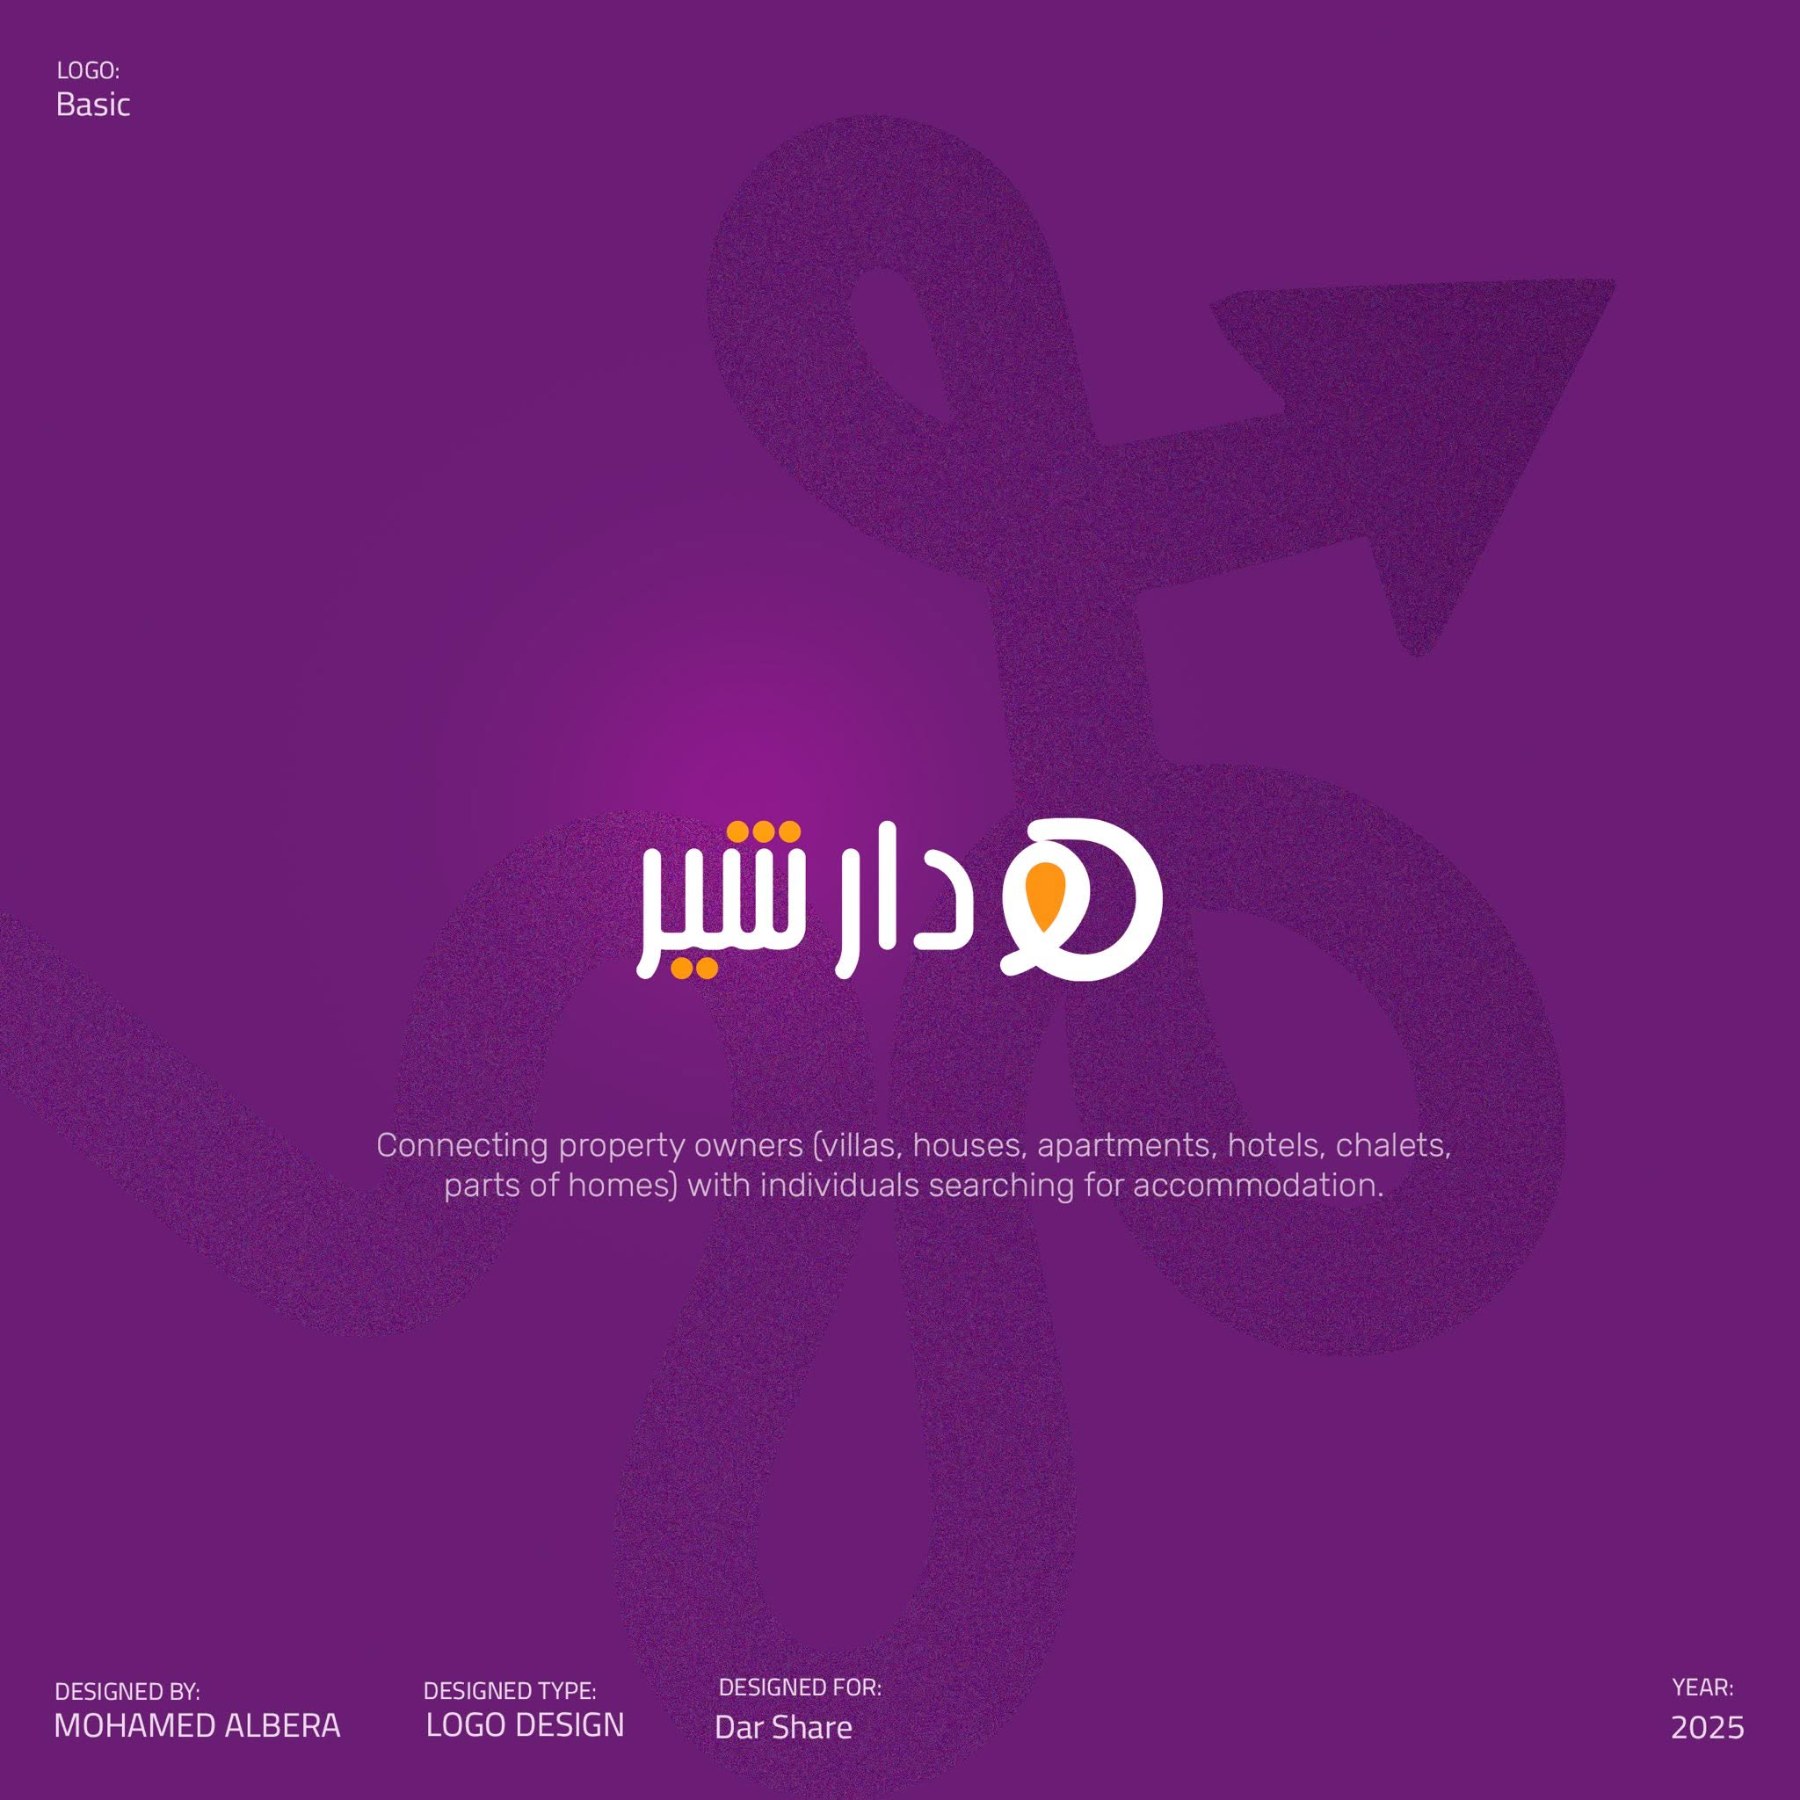 LOGO:
Basic
دار شير
Connecting property owners (villas, houses, apartments, hotels, chalets,
parts of homes) with individuals searching for accommodation.
DESIGNED BY:
MOHAMED ALBERA
DESIGNED TYPE:
LOGO DESIGN
DESIGNED FOR:
Dar Share
YEAR:
2025